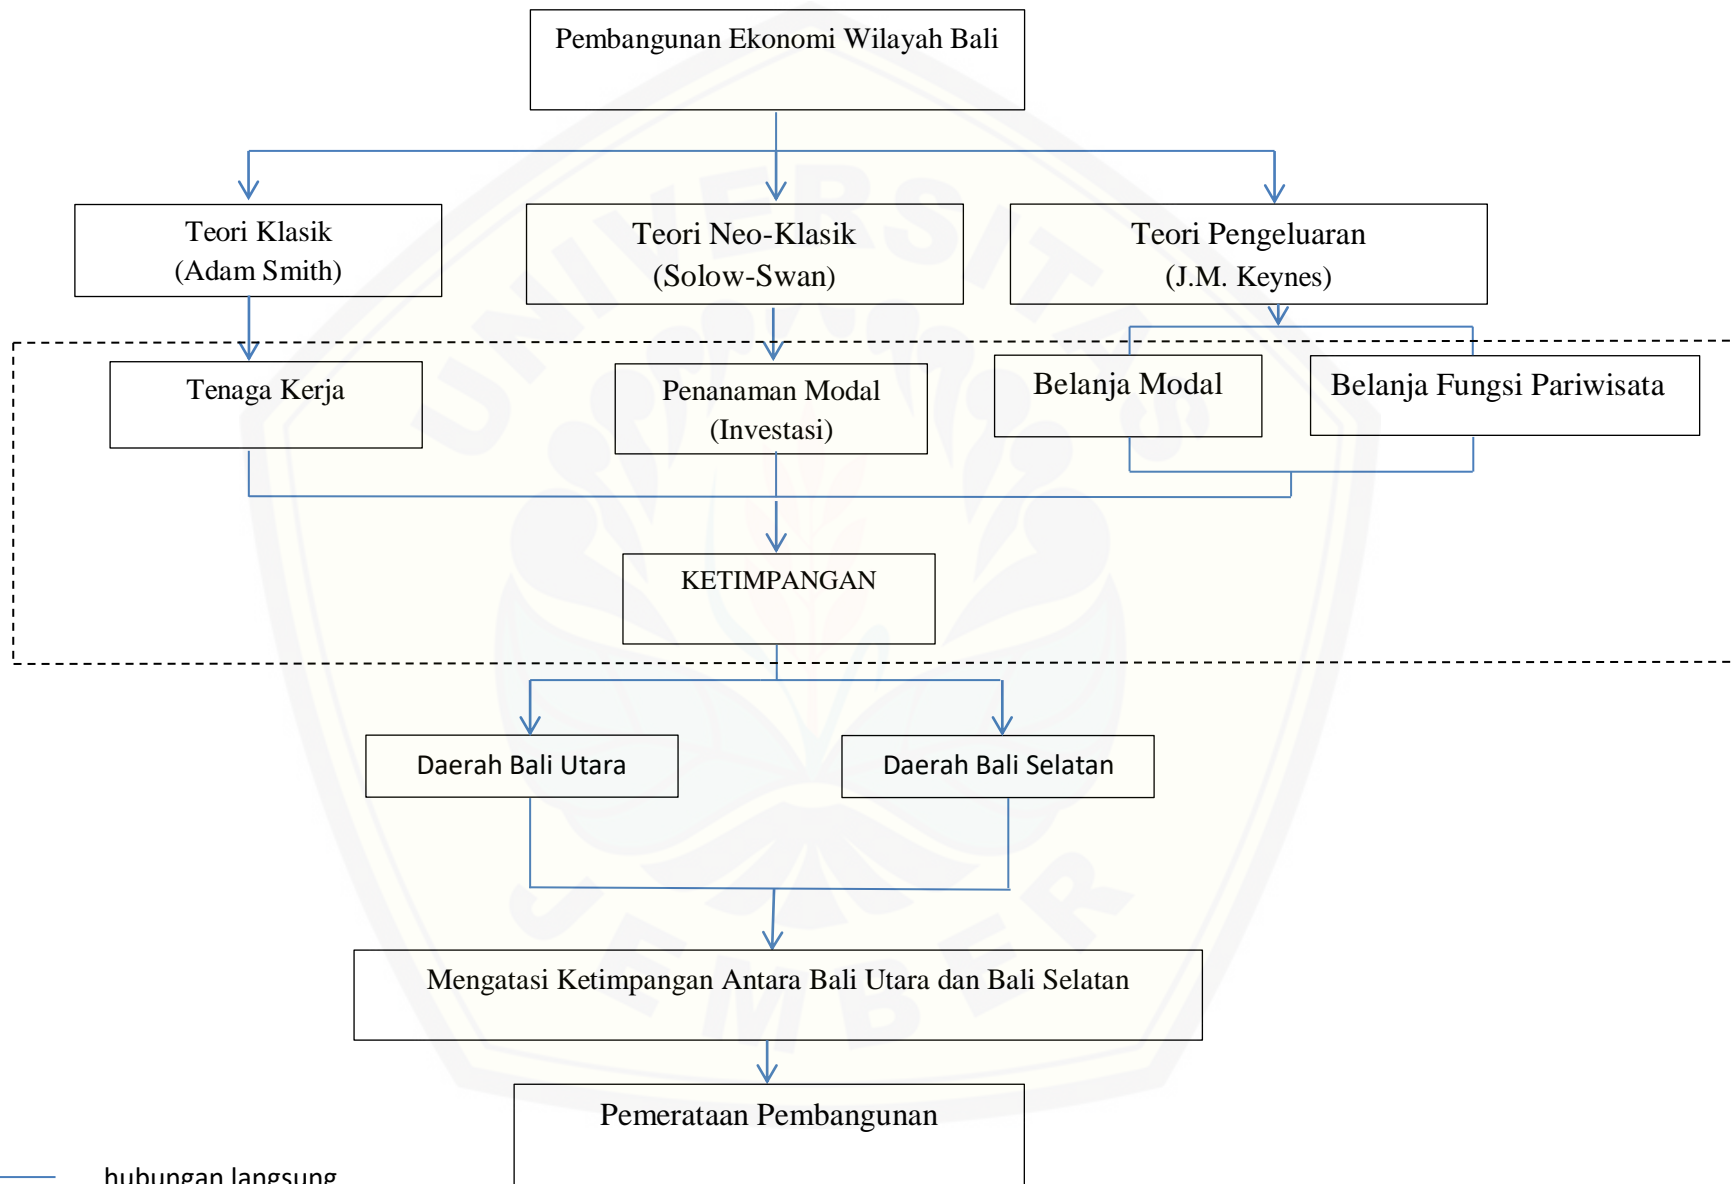 Pembangunan Ekonomi Wilayah Bali
Teori Klasik
(Adam Smith)
Teori Neo-Klasik
(Solow-Swan)
Teori Pengeluaran
(J.M. Keynes)
Tenaga Kerja
Penanaman Modal
(Investasi)
Belanja Modal
Belanja Fungsi Pariwisata
KETIMPANGAN
Daerah Bali Utara
Daerah Bali Selatan
Mengatasi Ketimpangan Antara Bali Utara dan Bali Selatan
Pemerataan Pembangunan
hubungan langsung
UNIVERSITAS
JEMBER